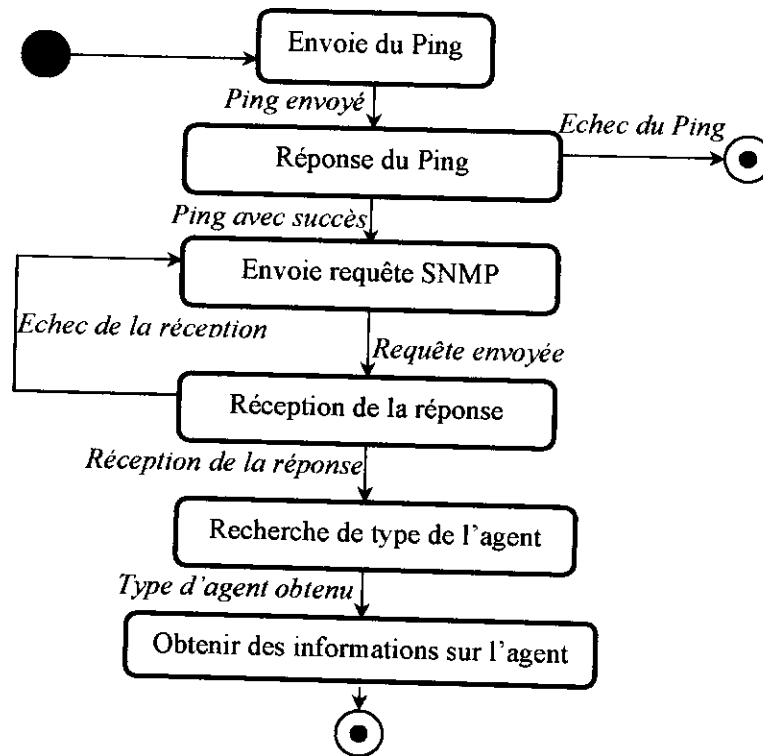 Envoie du Ping
Ping envoyé
Echec du Ping
Réponse du Ping
Ping avec succès
Envoie requête SNMP
Echec de la réception
Requête envoyée
Réception de la réponse
Réception de la réponse
Recherche de type de l'agent
Type d'agent obtenu
Obtenir des informations sur l'agent